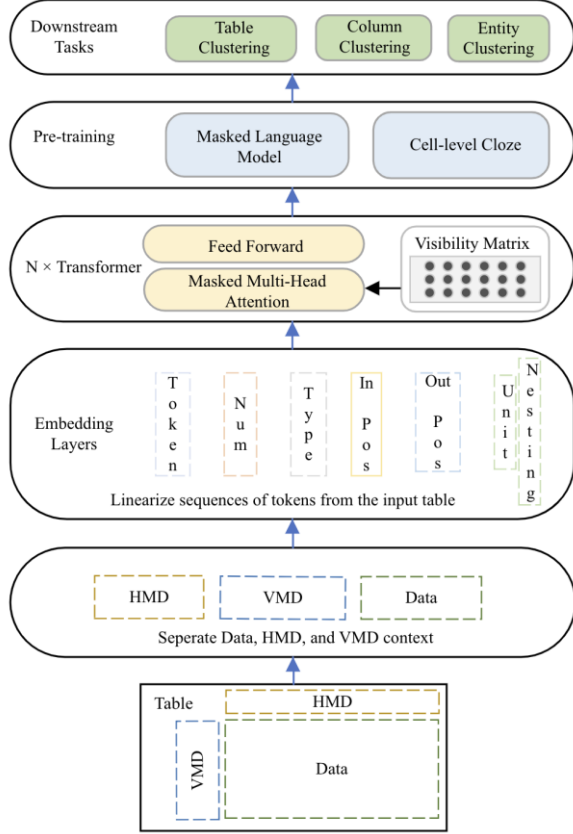 Downstream
Tasks
Table
Clustering
Column
Clustering
Entity
Clustering
Pre-training
Masked Language
Model
Cell-level Cloze
N × Transformer
Feed Forward
Masked Multi-Head
Attention
Visibility Matrix
Embedding
Layers
Token
Num
Type
In Pos
Out Pos
Unit
Nesting
Linearize sequences of tokens from the input table
HMD
VMD
Data
Seperate Data, HMD, and VMD context
Table
HMD
VMD
Data